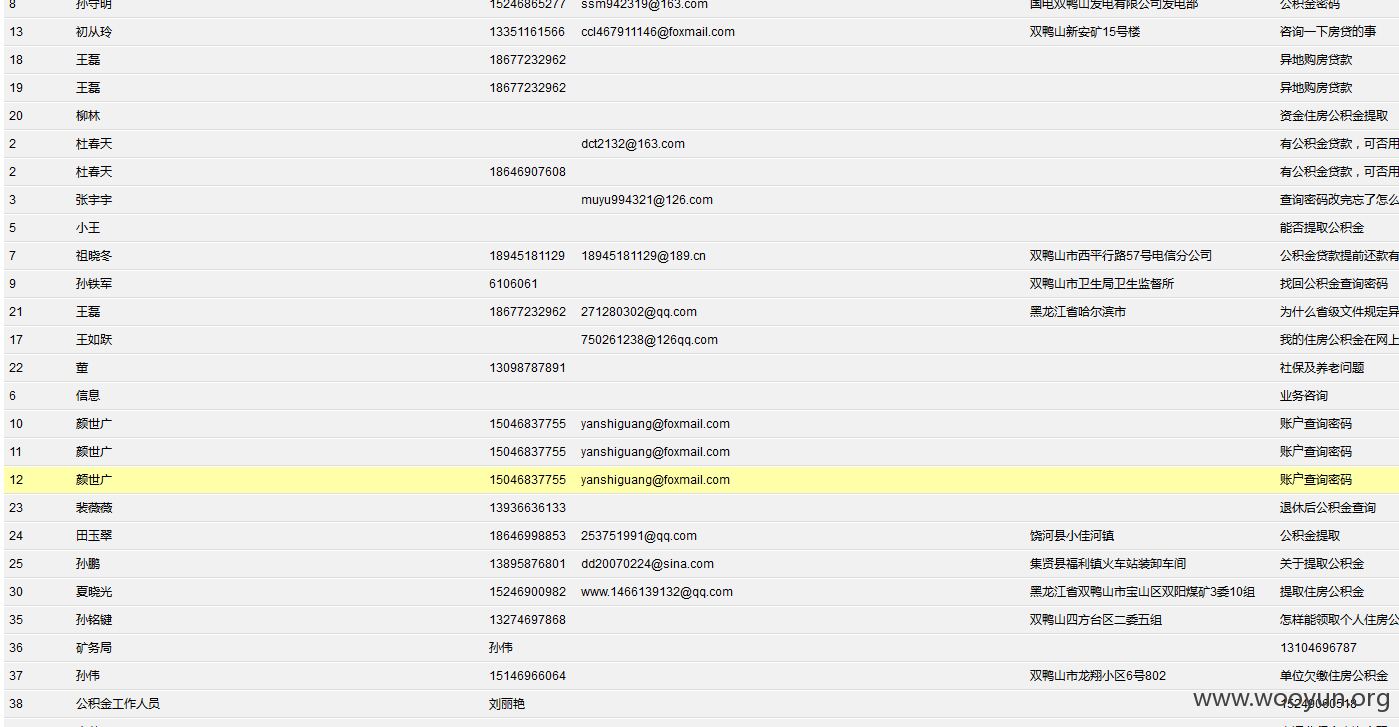 8 孙守明 15246865277 ssm942319@163.com 国电双鸭山发电有限公司发电部 公积金密码
13 初从玲 13351161566 ccl467911146@foxmail.com 双鸭山新安矿15号楼 咨询一下房贷的事
18 王磊 18677232962 异地购房贷款
19 王磊 18677232962 异地购房贷款
20 柳林 资金住房公积金提取
2 杜春天 dct2132@163.com 有公积金贷款，可否用
2 杜春天 18646907608 有公积金贷款，可否用
3 张宇宇 muyu994321@126.com 查询密码改完忘了怎么
5 小王 能否提取公积金
7 祖晓冬 18945181129 18945181129@189.cn 双鸭山市西平行路57号电信分公司 公积金贷款提前还款有
9 孙铁军 6106061 双鸭山市卫生局卫生监督所 找回公积金查询密码
21 王磊 18677232962 271280302@qq.com 黑龙江省哈尔滨市 为什么省级文件规定异
17 王如跃 750261238@126qq.com 我的住房公积金在网上
22 董 13098787891 社保及养老问题
6 信息 业务咨询
10 颜世广 15046837755 yanshiguang@foxmail.com 账户查询密码
11 颜世广 15046837755 yanshiguang@foxmail.com 账户查询密码
12 颜世广 15046837755 yanshiguang@foxmail.com 账户查询密码
23 裴薇薇 13936636133 退休后公积金查询
24 田玉翠 18646998853 253751991@qq.com 饶河县小佳河镇 公积金提取
25 孙鹏 13895876801 dd20070224@sina.com 集贤县福利镇火车站装卸车间 关于提取公积金
30 夏晓光 15246900982 www.1466139132@qq.com 黑龙江省双鸭山市宝山区双阳煤矿3委10组 提取住房公积金
35 孙铭键 13274697868 双鸭山四方台区二委五组 怎样能领取个人住房公
36 矿务局 孙伟 13104696787
37 孙伟 15146966064 双鸭山市龙翔小区6号802 单位欠缴住房公积金
38 公积金工作人员 刘丽艳
www.wooyun.org